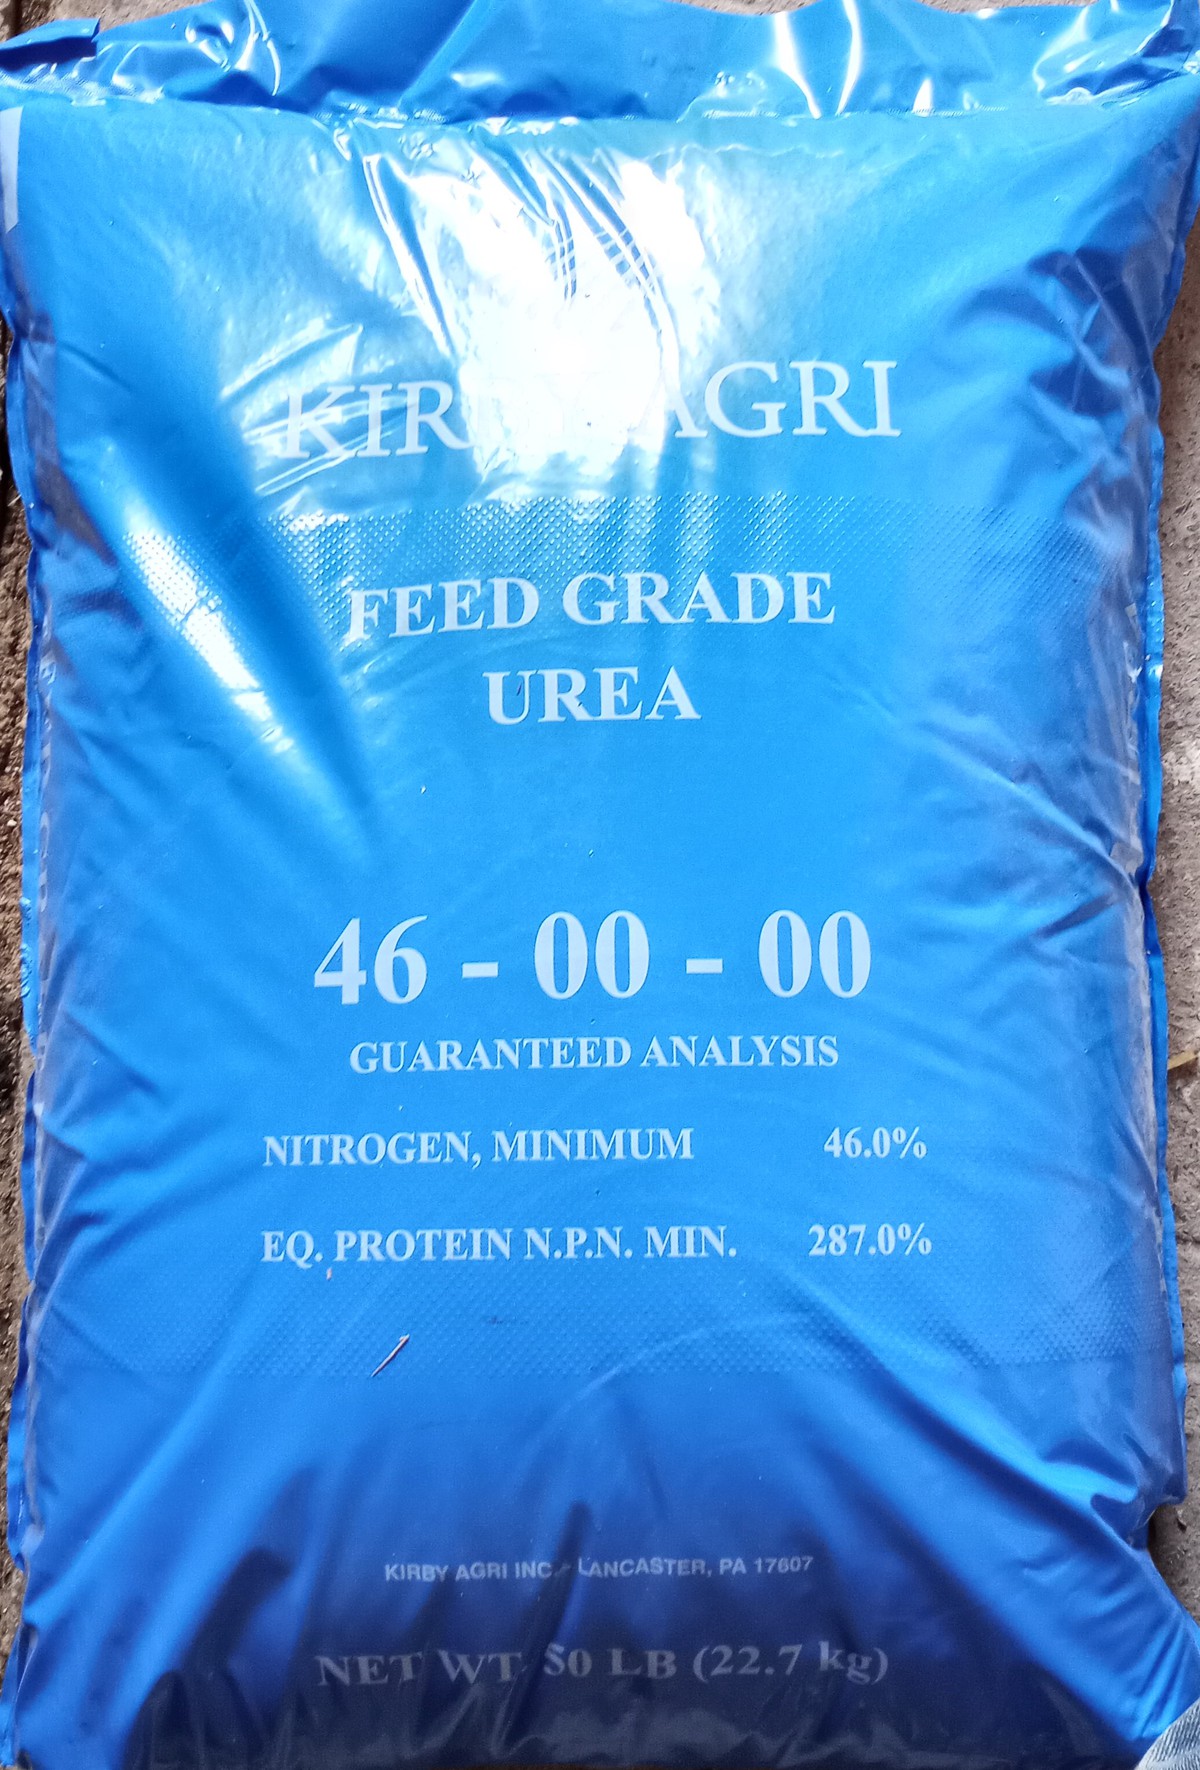 KIRBY AGRI
FEED GRADE
UREA
46 - 00 - 00
GUARANTEED ANALYSIS
NITROGEN, MINIMUM 46.0%
EQ. PROTEIN N.P.N. MIN. 287.0%
KIRBY AGRI INC. - LANCASTER, PA 17607
NET WT 50 LB (22.7 kg)